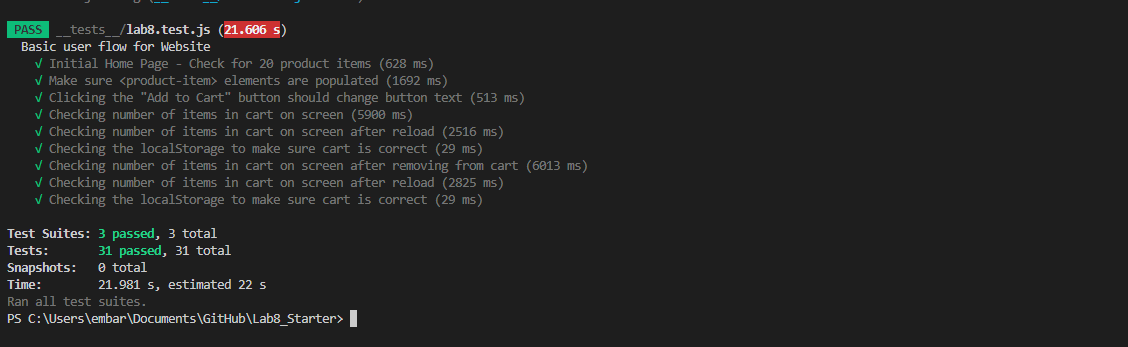 PASS __tests__/lab8.test.js (21.606 s)
Basic user flow for Website
√ Initial Home Page - Check for 20 product items (628 ms)
√ Make sure <product-item> elements are populated (1692 ms)
√ Clicking the "Add to Cart" button should change button text (513 ms)
√ Checking number of items in cart on screen (5900 ms)
√ Checking number of items in cart on screen after reload (2516 ms)
√ Checking the localStorage to make sure cart is correct (29 ms)
√ Checking number of items in cart on screen after removing from cart (6013 ms)
√ Checking number of items in cart on screen after reload (2825 ms)
√ Checking the localStorage to make sure cart is correct (29 ms)
Test Suites: 3 passed, 3 total
Tests: 31 passed, 31 total
Snapshots: 0 total
Time: 21.981 s, estimated 22 s
Ran all test suites.
PS C:\Users\embar\Documents\GitHub\Lab8_Starter>